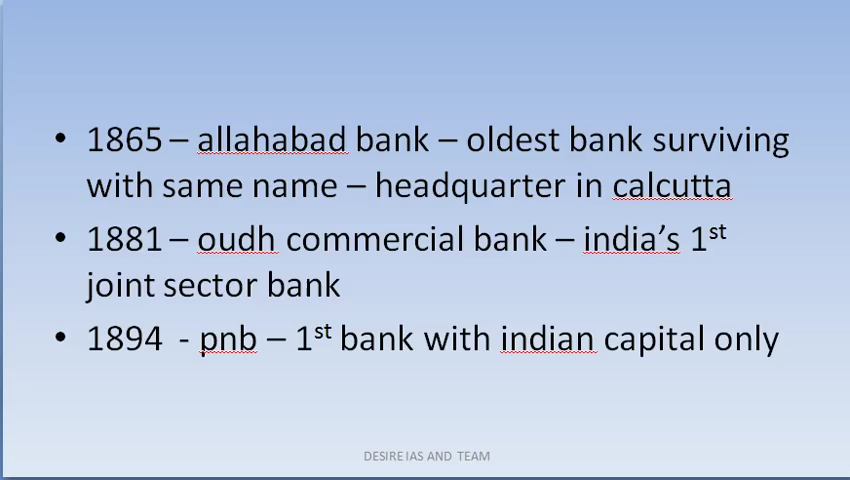 • 1865 – allahabad bank – oldest bank surviving
with same name – headquarter in calcutta
• 1881 – oudh commercial bank – india’s 1st
joint sector bank
• 1894 - pnb – 1st bank with indian capital only
DESIRE IAS AND TEAM